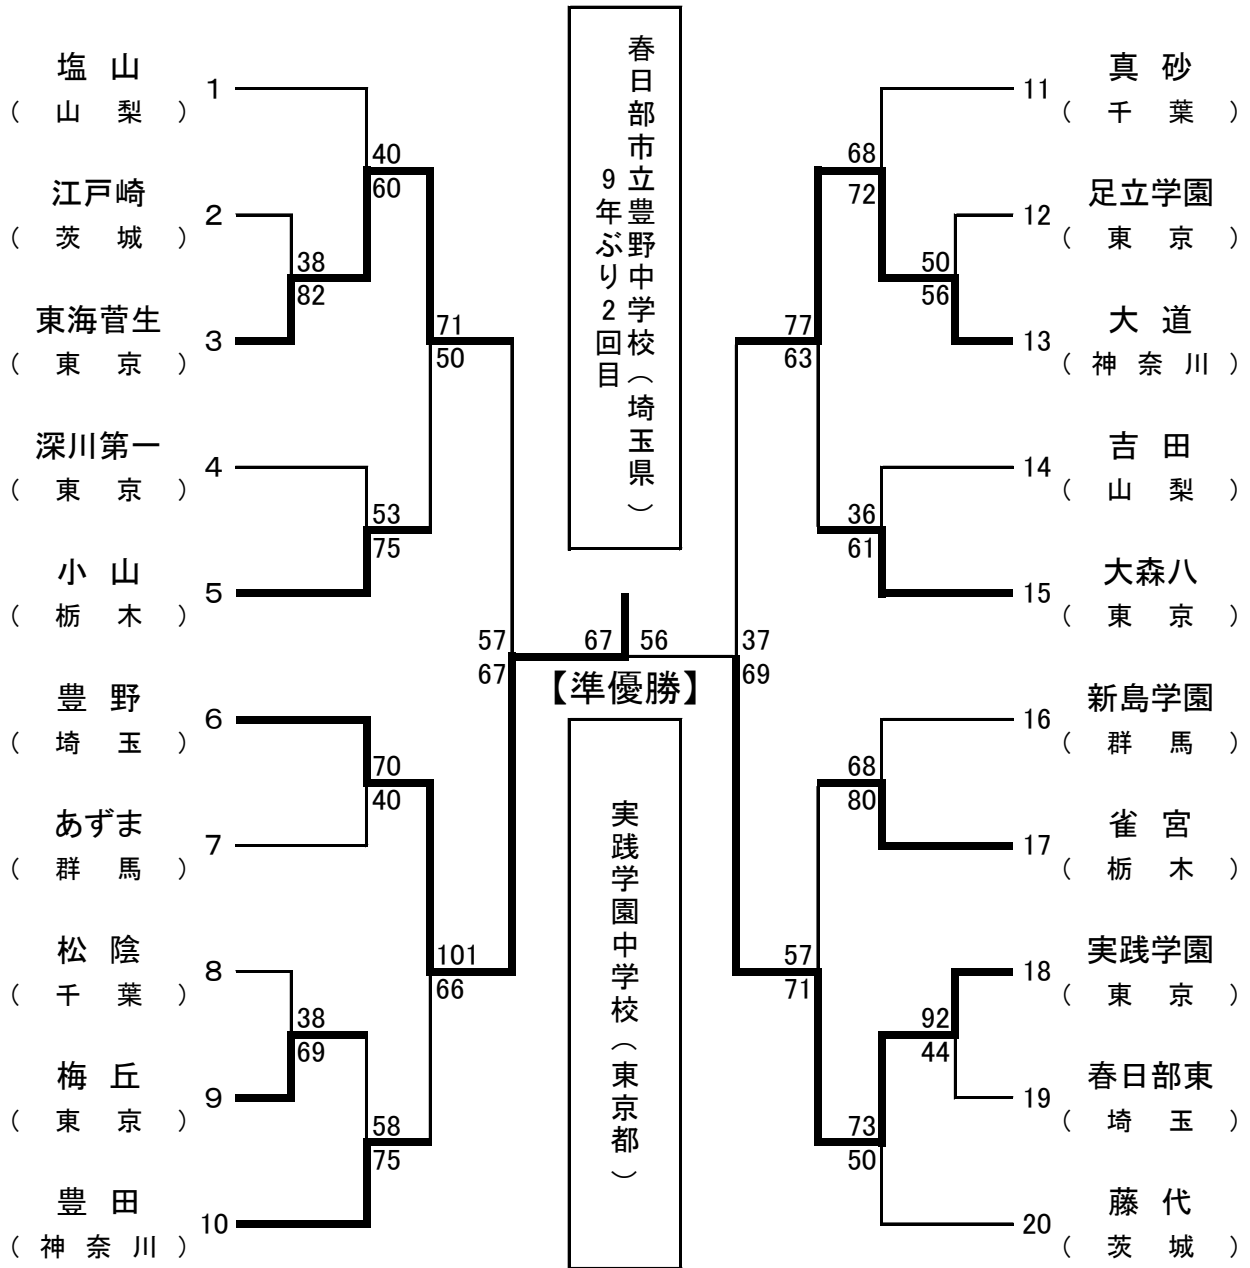 塩山
1
(山梨)
江戸崎
2
(茨城)
東海菅生
3
(東京)
深川第一
4
(東京)
小山
5
(栃木)
豊野
6
(埼玉)
あずま
7
(群馬)
松陰
8
(千葉)
梅丘
9
(東京)
豊田
10
(神奈川)
40
60
38
82
71
50
53
75
57
67
70
40
101
66
38
69
58
75
春日部市立豊野中学校(埼玉県)
9年ぶり2回目
67
56
【準優勝】
実践学園中学校(東京都)
68
72
50
56
77
63
36
61
37
69
68
80
57
71
92
44
73
50
真砂
11
(千葉)
足立学園
12
(東京)
大道
13
(神奈川)
吉田
14
(山梨)
大森八
15
(東京)
新島学園
16
(群馬)
雀宮
17
(栃木)
実践学園
18
(東京)
春日部東
19
(埼玉)
藤代
20
(茨城)